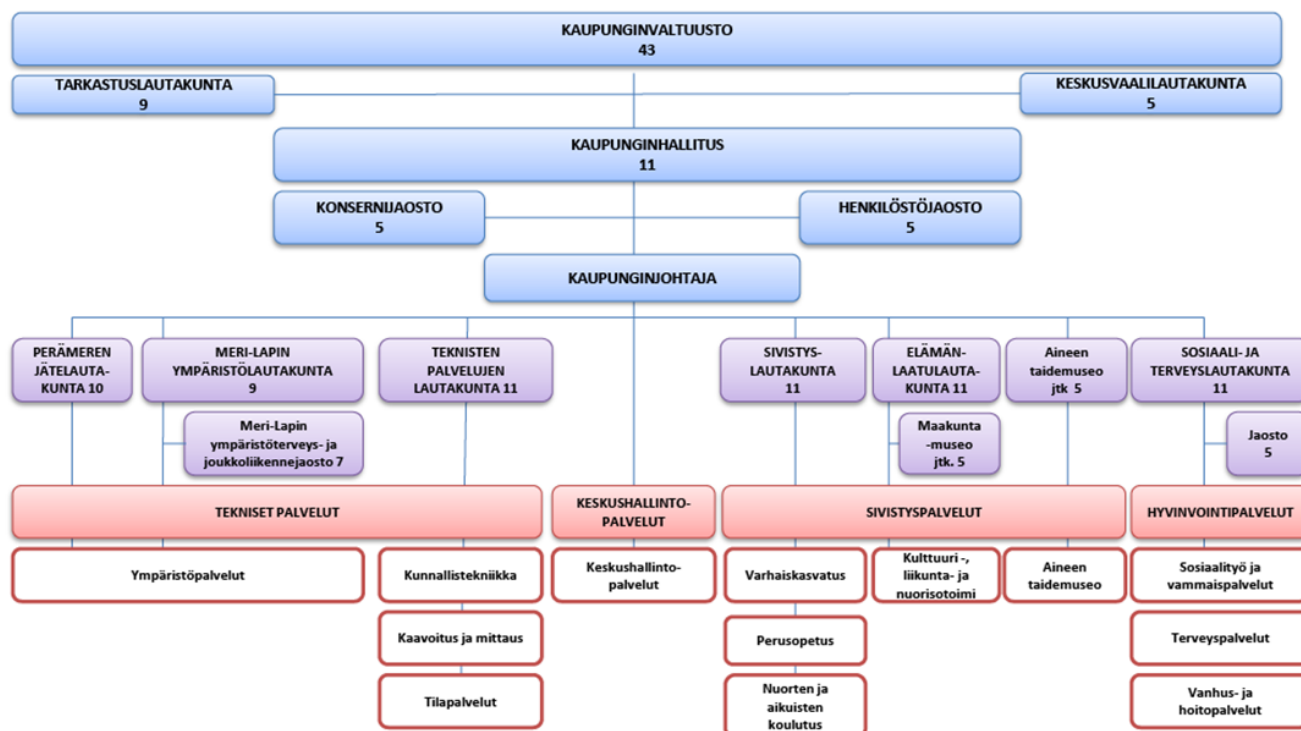 KAUPUNGINVALTUUSTO
43
TARKASTUSLAUTAKUNTA
9
KESKUSVAALILAUTAKUNTA
5
KAUPUNGINHALLITUS
11
KONSERNIJAOSTO
5
HENKILÖSTÖJAOSTO
5
KAUPUNGINJOHTAJA
PERÄMEREN
JÄTELAUTA-
KUNTA 10
MERI-LAPIN
YMPÄRISTÖLAUTAKUNTA
9
TEKNISTEN
PALVELUJEN
LAUTAKUNTA 11
SIVISTYS-
LAUTAKUNTA
11
ELÄMÄN-
LAATULAUTA-
KUNTA 11
Aineen
taidemuseo
jtk 5
SOSIAALI- JA
TERVEYSLAUTAKUNTA
11
Meri-Lapin
ympäristöterveys- ja
joukkoliikennejaosto 7
Maakunta
-museo
jtk. 5
Jaosto
5
TEKNISET PALVELUT
KESKUSHALLINTO-
PALVELUT
SIVISTYSPALVELUT
HYVINVOINTIPALVELUT
Ympäristöpalvelut
Kunnallistekniikka
Keskushallinto-
palvelut
Varhaiskasvatus
Kulttuuri -,
liikunta- ja
nuorisotoimi
Aineen
taidemuseo
Sosiaalityö ja
vammaispalvelut
Kaavoitus ja mittaus
Perusopetus
Terveyspalvelut
Tilapalvelut
Nuorten ja
aikuisten
koulutus
Vanhus- ja
hoitopalvelut